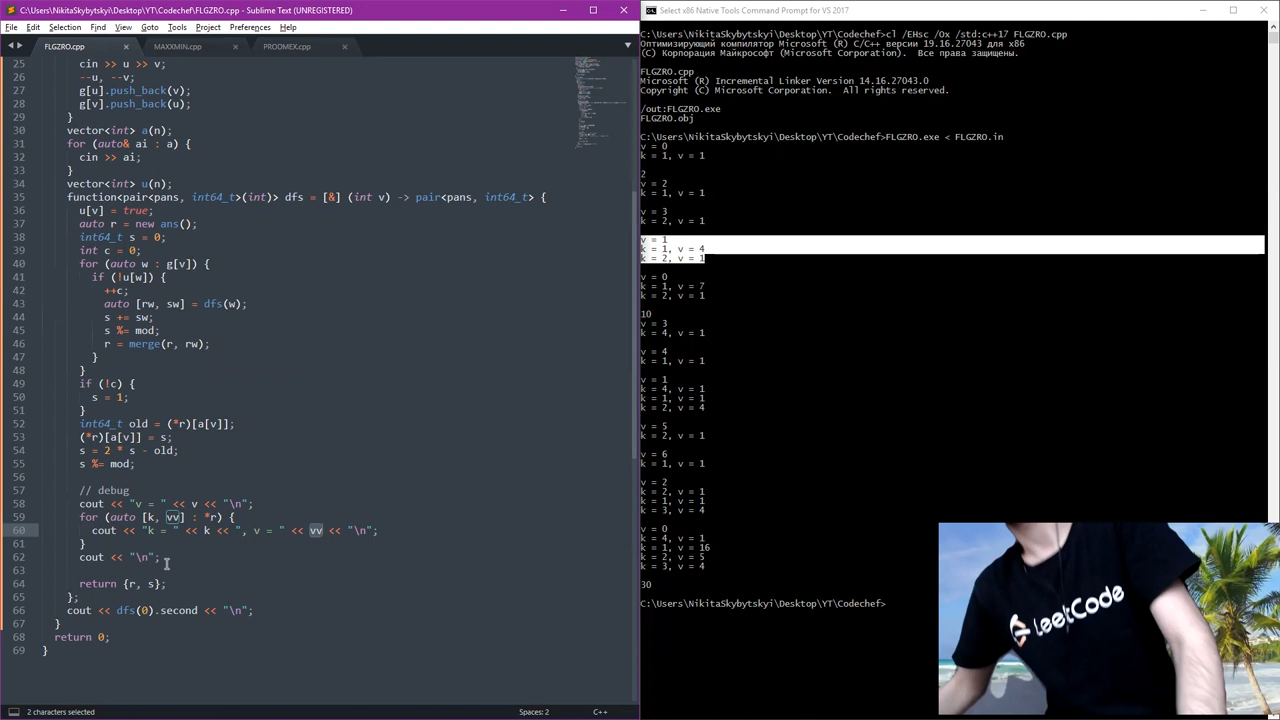 C:\Users\NikitaSkybytskyi\Desktop\YT\Codechef\FLGZRO.cpp - Sublime Text (UNREGISTERED)
File Edit Selection Find View Goto Tools Project Preferences Help
FLGZRO.cpp MAXXMIN.cpp PRODMEX.cpp
25 cin >> u >> v;
26 --u, --v;
27 g[u].push_back(v);
28 g[v].push_back(u);
29 }
30 vector<int> a(n);
31 for (auto& ai : a) {
32 cin >> ai;
33 }
34 vector<int> u(n);
35 function<pair<pans, int64_t>(int)> dfs = [&] (int v) -> pair<pans, int64_t> {
36 u[v] = true;
37 auto r = new ans();
38 int64_t s = 0;
39 int c = 0;
40 for (auto w : g[v]) {
41 if (!u[w]) {
42 ++c;
43 auto [rw, sw] = dfs(w);
44 s += sw;
45 s %= mod;
46 r = merge(r, rw);
47 }
48 }
49 if (!c) {
50 s = 1;
51 }
52 int64_t old = (*r)[a[v]];
53 (*r)[a[v]] = s;
54 s = 2 * s - old;
55 s %= mod;
56
57 // debug
58 cout << "v = " << v << "\n";
59 for (auto [k, vv] : *r) {
60 cout << "k = " << k << ", v = " << vv << "\n";
61 }
62 cout << "\n";
63
64 return {r, s};
65 };
66 cout << dfs(0).second << "\n";
67 }
68 return 0;
69 }
2 characters selected Spaces: 2 C++
Select x86 Native Tools Command Prompt for VS 2017
C:\Users\NikitaSkybytskyi\Desktop\YT\Codechef>cl /EHsc /Ox /std:c++17 FLGZRO.cpp
Оптимизирующий компилятор Microsoft (R) C/C++ версии 19.16.27043 для x86
(C) Корпорация Майкрософт (Microsoft Corporation). Все права защищены.
FLGZRO.cpp
Microsoft (R) Incremental Linker Version 14.16.27043.0
Copyright (C) Microsoft Corporation. All rights reserved.
/out:FLGZRO.exe
FLGZRO.obj
C:\Users\NikitaSkybytskyi\Desktop\YT\Codechef>FLGZRO.exe < FLGZRO.in
v = 0
k = 1, v = 1
2
v = 2
k = 1, v = 1
v = 3
k = 2, v = 1
v = 1
k = 1, v = 4
k = 2, v = 1
v = 0
k = 1, v = 7
k = 2, v = 1
10
v = 3
k = 4, v = 1
v = 4
k = 1, v = 1
v = 1
k = 4, v = 1
k = 1, v = 1
k = 2, v = 4
v = 5
k = 2, v = 1
v = 6
k = 1, v = 1
v = 2
k = 2, v = 1
k = 1, v = 1
k = 3, v = 4
v = 0
k = 4, v = 1
k = 1, v = 16
k = 2, v = 5
k = 3, v = 4
30
C:\Users\NikitaSkybytskyi\Desktop\YT\Codechef>
LeetCode